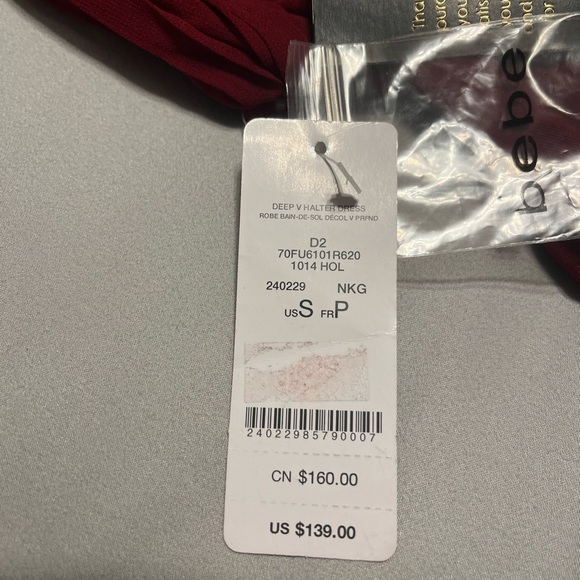 bebe
DEEP V HALTER DRESS
ROBE BAIN-DE-SOL DÉCOL V PRFND
D2
70FU6101R620
1014 HOL
240229 NKG
US S FR P
24022985790007
CN $160.00
US $139.00